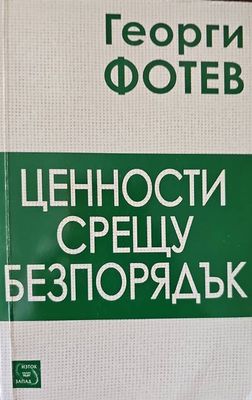 Георги
ФОТЕВ
ЦЕННОСТИ
СРЕЩУ
БЕЗПОРЯДЪК
ИЗТОК
ЗАПАД